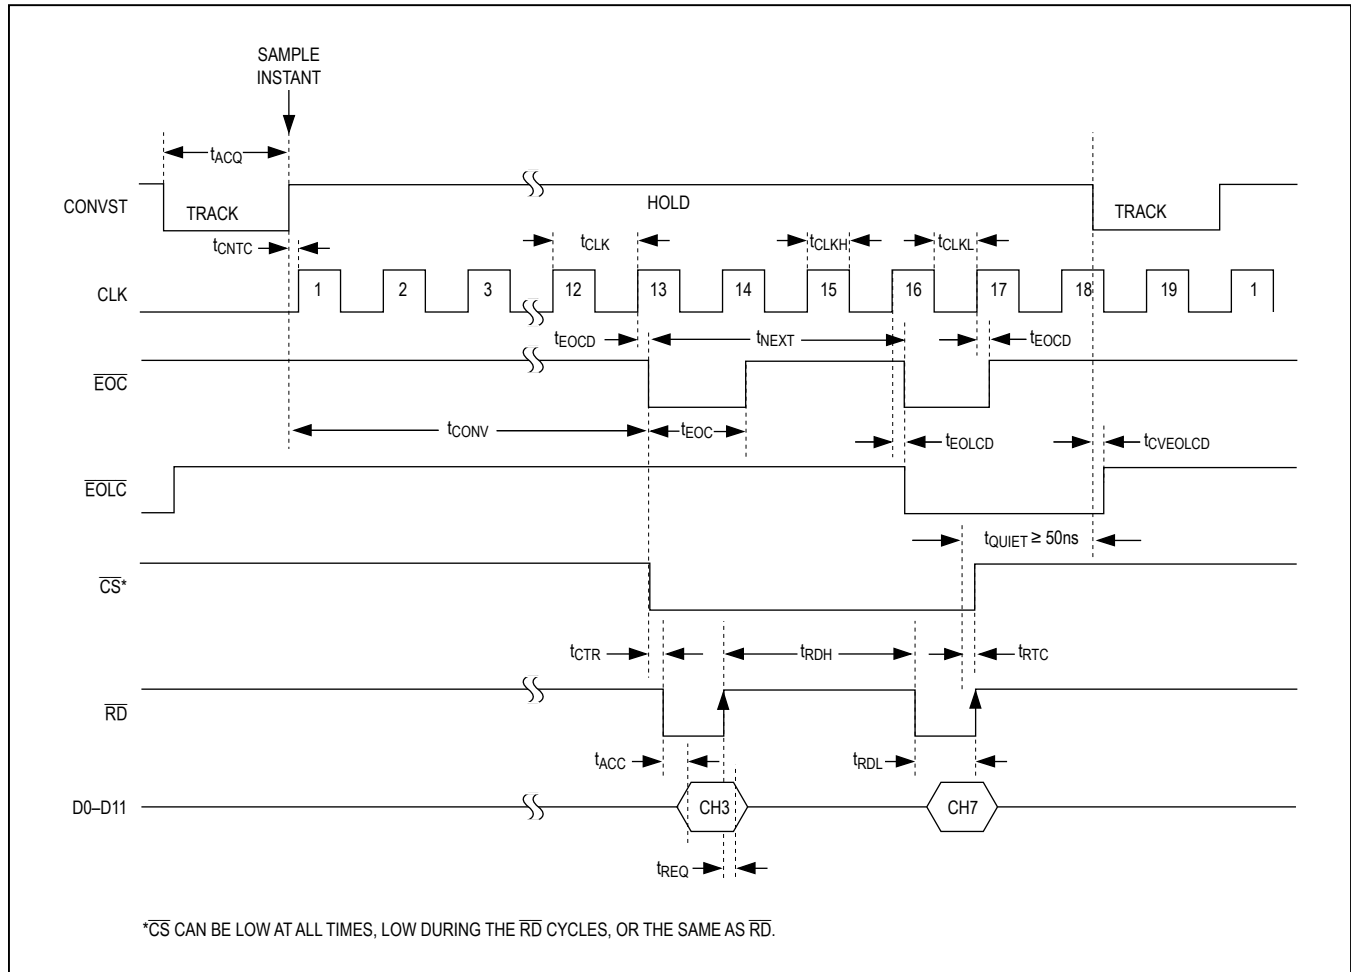 SAMPLE
INSTANT
tACQ
CONVST
TRACK
HOLD
TRACK
tCNTC
tCLK
tCLKH
tCLKL
CLK
1
2
3
12
13
14
15
16
17
18
19
1
tEOCD
tNEXT
tEOCD
EOC
tCONV
tEOC
tEOLCD
tCVEOLCD
EOLC
tQUIET ≥ 50ns
CS*
tCTR
tRDH
tRTC
RD
tACC
tRDL
D0–D11
CH3
CH7
tREQ
*CS CAN BE LOW AT ALL TIMES, LOW DURING THE RD CYCLES, OR THE SAME AS RD.